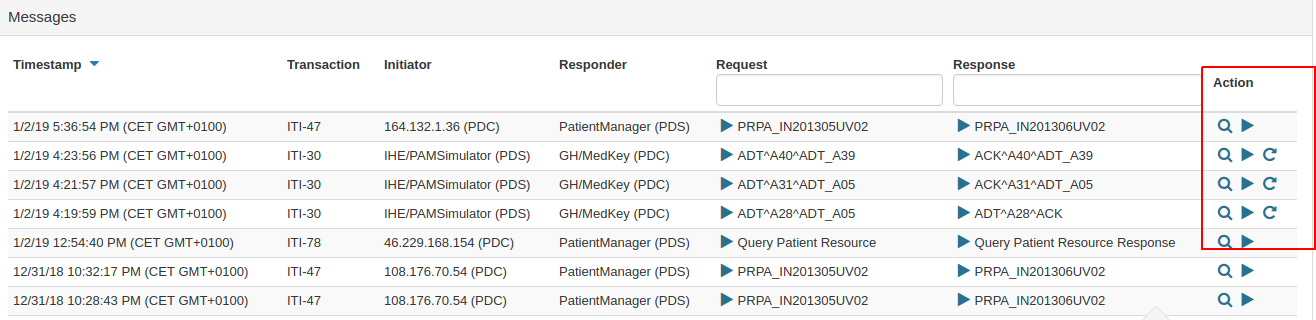 Messages
Timestamp Transaction Initiator Responder Request Response Action
1/2/19 5:36:54 PM (CET GMT+0100) ITI-47 164.132.1.36 (PDC) PatientManager (PDS) PRPA_IN201305UV02 PRPA_IN201306UV02
1/2/19 4:23:56 PM (CET GMT+0100) ITI-30 IHE/PAMSimulator (PDS) GH/MedKey (PDC) ADT^A40^ADT_A39 ACK^A40^ADT_A39
1/2/19 4:21:57 PM (CET GMT+0100) ITI-30 IHE/PAMSimulator (PDS) GH/MedKey (PDC) ADT^A31^ADT_A05 ACK^A31^ADT_A05
1/2/19 4:19:59 PM (CET GMT+0100) ITI-30 IHE/PAMSimulator (PDS) GH/MedKey (PDC) ADT^A28^ADT_A05 ADT^A28^ACK
1/2/19 12:54:40 PM (CET GMT+0100) ITI-78 46.229.168.154 (PDC) PatientManager (PDS) Query Patient Resource Query Patient Resource Response
12/31/18 10:32:17 PM (CET GMT+0100) ITI-47 108.176.70.54 (PDC) PatientManager (PDS) PRPA_IN201305UV02 PRPA_IN201306UV02
12/31/18 10:28:43 PM (CET GMT+0100) ITI-47 108.176.70.54 (PDC) PatientManager (PDS) PRPA_IN201305UV02 PRPA_IN201306UV02